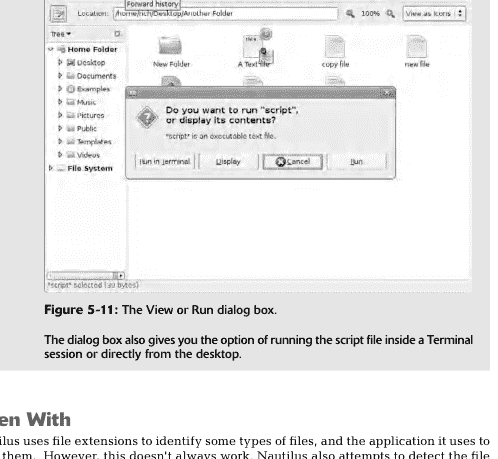 Forward history
Location: /home/nch/Desktop/Another Folder
100%
View as Icons
Tree
Home Folder
Desktop
Documents
Examples
Music
Pictures
Public
Templates
Videos
File System
New Folder
A Text file
copy file
new file
Do you want to run "script",
or display its contents?
"script" is an executable text file.
Run in Terminal
Display
Cancel
Run
"script" selected (39 bytes)
Figure 5-11: The View or Run dialog box.
The dialog box also gives you the option of running the script file inside a Terminal
session or directly from the desktop.
en With
ilus uses file extensions to identify some types of files, and the application it uses to
them. However, this doesn't always work. Nautilus also attempts to detect the file